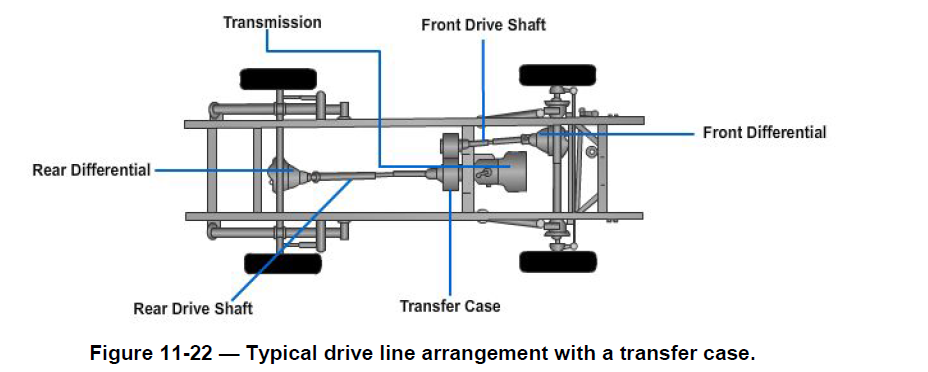 Transmission
Front Drive Shaft
Front Differential
Rear Differential
Rear Drive Shaft
Transfer Case
Figure 11-22 — Typical drive line arrangement with a transfer case.